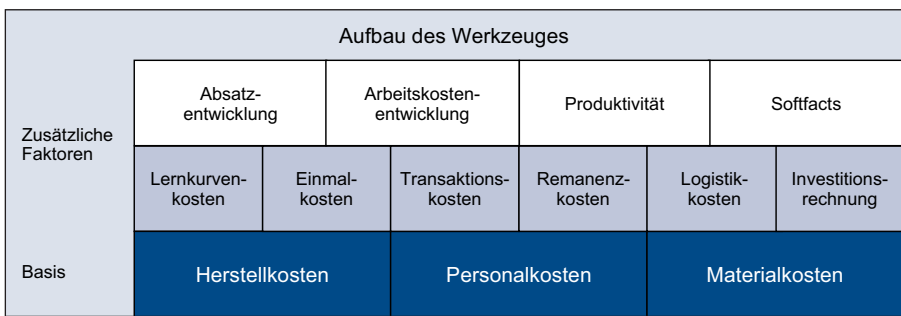 Aufbau des Werkzeuges
Zusätzliche
Faktoren
Absatz-
entwicklung
Arbeitskosten-
entwicklung
Produktivität
Softfacts
Lernkurven-
kosten
Einmal-
kosten
Transaktions-
kosten
Remanenz-
kosten
Logistik-
kosten
Investitions-
rechnung
Basis
Herstellkosten
Personalkosten
Materialkosten